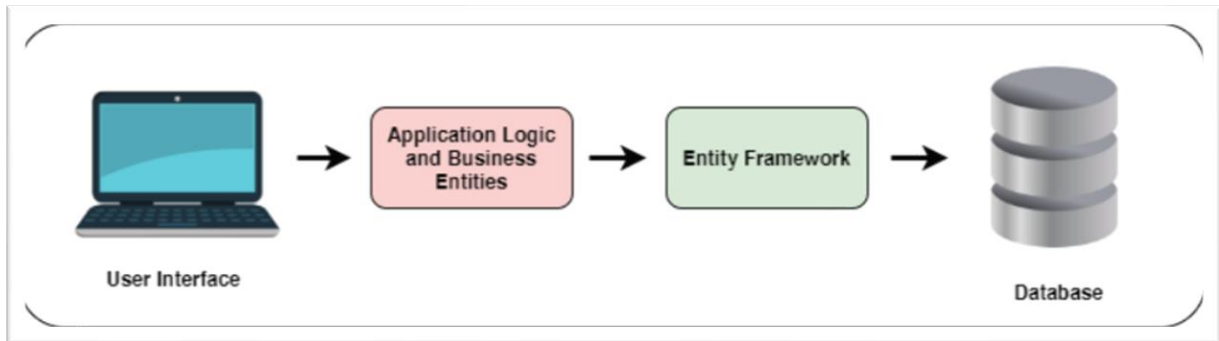 Application Logic
and Business
Entities
Entity Framework
User Interface
Database